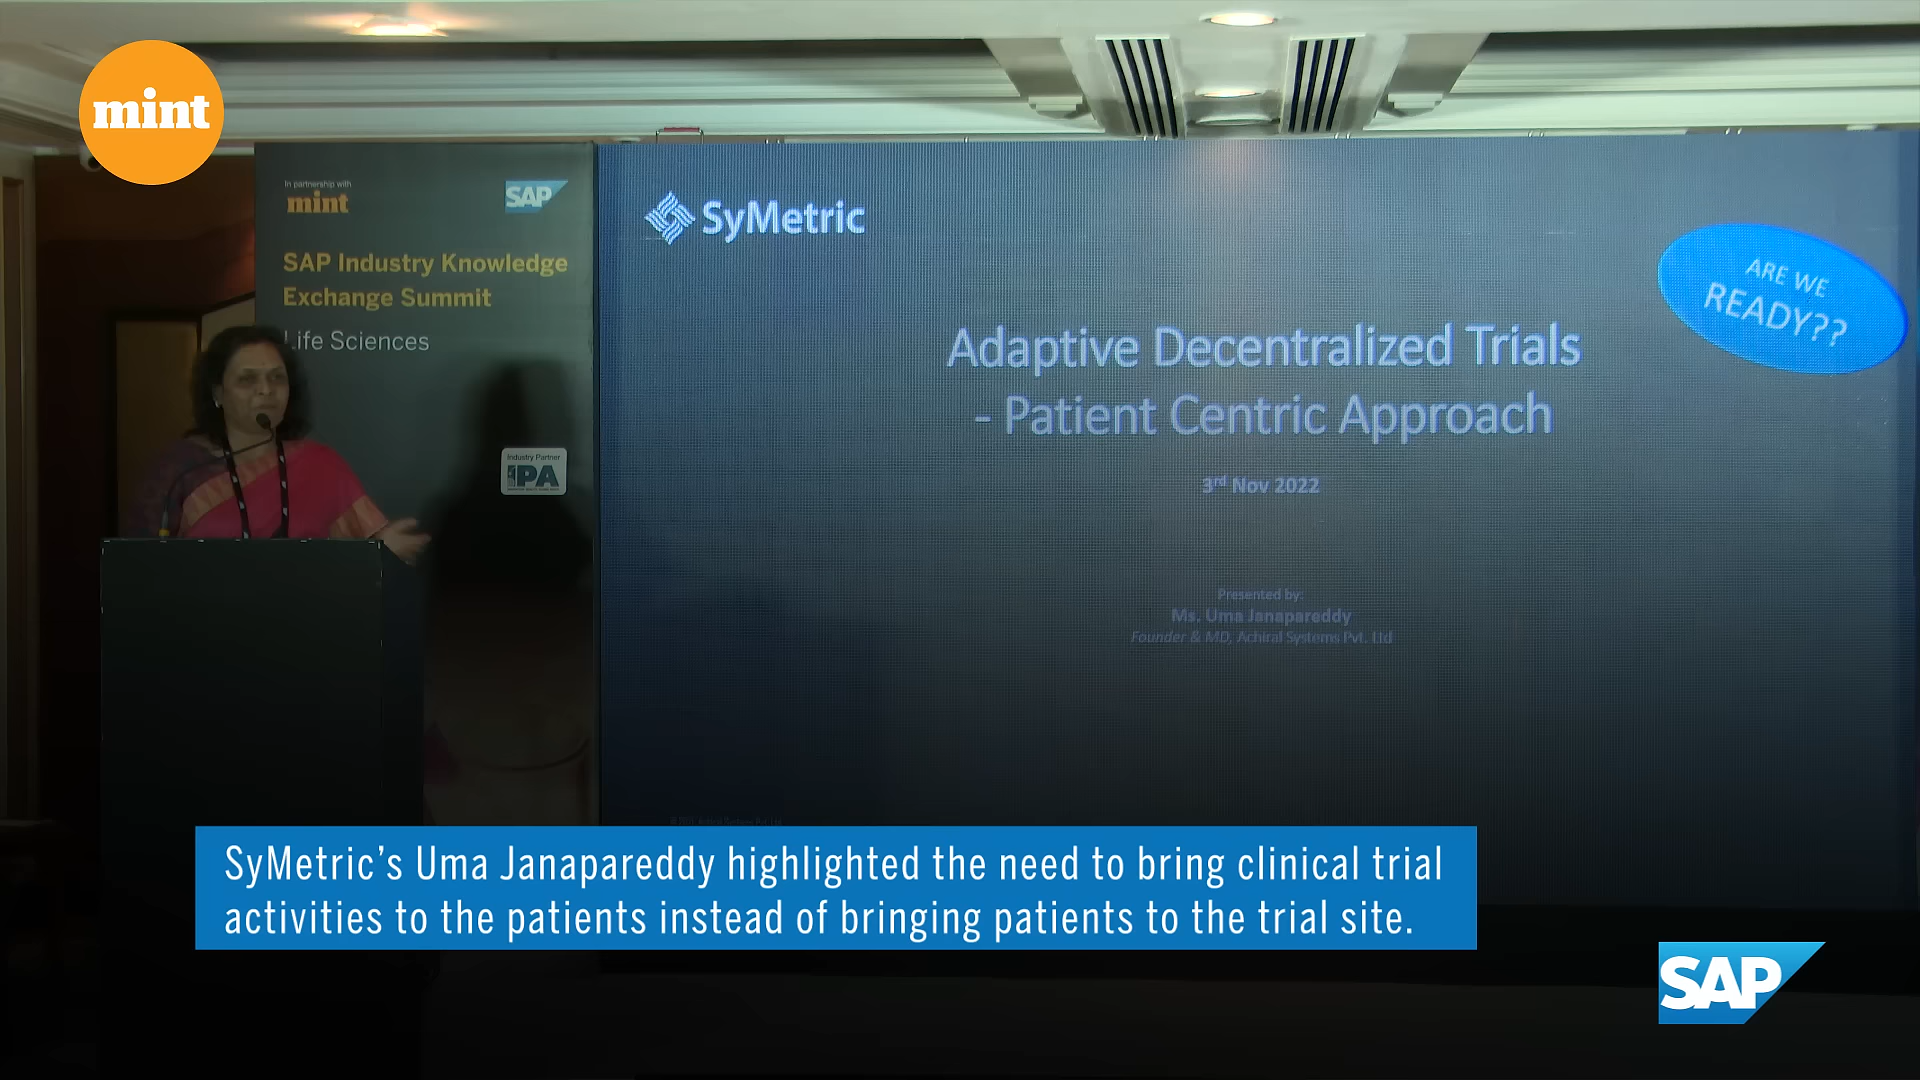 mint
In partnership with
mint
SAP
SAP Industry Knowledge
Exchange Summit
Life Sciences
Industry Partner
IPA
SyMetric
ARE WE
READY??
Adaptive Decentralized Trials
- Patient Centric Approach
3rd Nov 2022
Presented by:
Ms. Uma Janapareddy
Founder & MD, Achiral Systems Pvt. Ltd
SyMetric’s Uma Janapareddy highlighted the need to bring clinical trial
activities to the patients instead of bringing patients to the trial site.
SAP